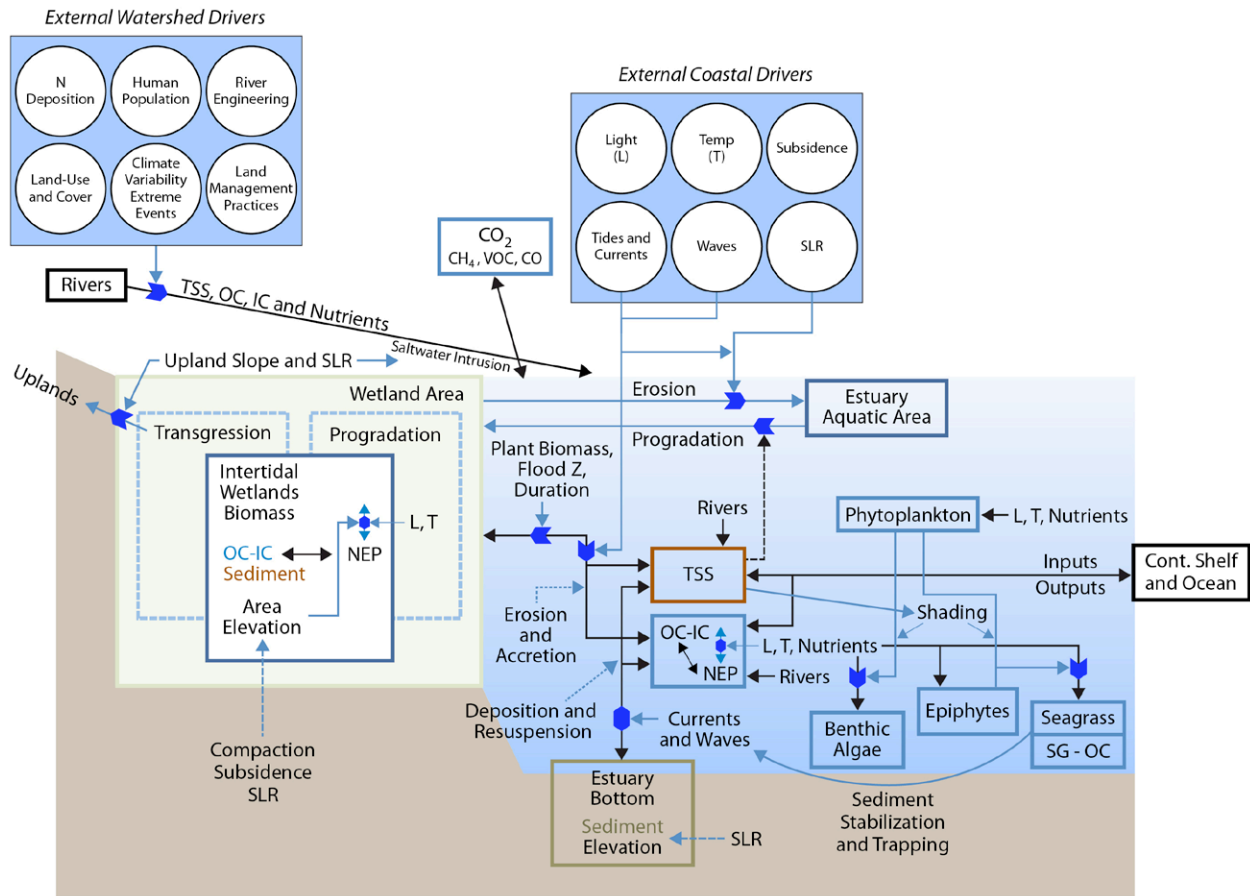 External Watershed Drivers
N
Deposition
Human
Population
River
Engineering
Land-Use
and Cover
Climate
Variability
Extreme
Events
Land
Management
Practices
External Coastal Drivers
Light
(L)
Temp
(T)
Subsidence
Tides and
Currents
Waves
SLR
CO2
CH4, VOC, CO
Rivers
TSS, OC, IC and Nutrients
Saltwater Intrusion
Upland Slope and SLR
Uplands
Wetland Area
Transgression
Progradation
Intertidal
Wetlands
Biomass
OC-IC
Sediment
NEP
L, T
Area
Elevation
Compaction
Subsidence
SLR
Erosion
Estuary
Aquatic Area
Progradation
Plant Biomass,
Flood Z,
Duration
Rivers
TSS
Phytoplankton
L, T, Nutrients
Inputs
Outputs
Cont. Shelf
and Ocean
Erosion
and
Accretion
Shading
OC-IC
NEP
L, T, Nutrients
Rivers
Deposition and
Resuspension
Currents
and Waves
Benthic
Algae
Epiphytes
Seagrass
SG - OC
Estuary
Bottom
Sediment
Elevation
SLR
Sediment
Stabilization
and Trapping